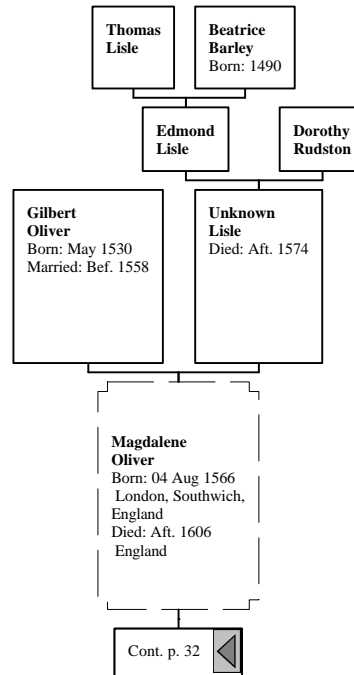 Thomas
Lisle
Beatrice
Barley
Born: 1490
Edmond
Lisle
Dorothy
Rudston
Gilbert
Oliver
Born: May 1530
Married: Bef. 1558
Unknown
Lisle
Died: Aft. 1574
Magdalene
Oliver
Born: 04 Aug 1566
London, Southwich,
England
Died: Aft. 1606
England
Cont. p. 32